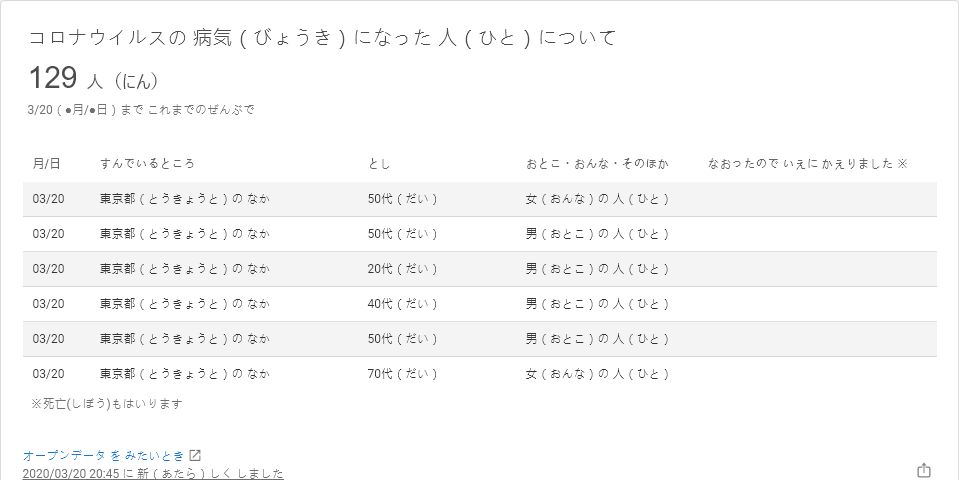 コロナウイルスの 病気 ( びょうき ) になった 人 ( ひと ) について
129 人（にん）
3/20 ( ●月/●日 ) まで これまでのぜんぶで
月/日 すんでいるところ とし おとこ・おんな・そのほか なおったので いえに かえりました ※
03/20 東京都 ( とうきょうと ) の なか 50代 ( だい ) 女 ( おんな ) の 人 ( ひと )
03/20 東京都 ( とうきょうと ) の なか 50代 ( だい ) 男 ( おとこ ) の 人 ( ひと )
03/20 東京都 ( とうきょうと ) の なか 20代 ( だい ) 男 ( おとこ ) の 人 ( ひと )
03/20 東京都 ( とうきょうと ) の なか 40代 ( だい ) 男 ( おとこ ) の 人 ( ひと )
03/20 東京都 ( とうきょうと ) の なか 50代 ( だい ) 男 ( おとこ ) の 人 ( ひと )
03/20 東京都 ( とうきょうと ) の なか 70代 ( だい ) 女 ( おんな ) の 人 ( ひと )
※死亡(しぼう)もはいります
オープンデータ を みたいとき
2020/03/20 20:45 に 新 ( あたら ) しく しました